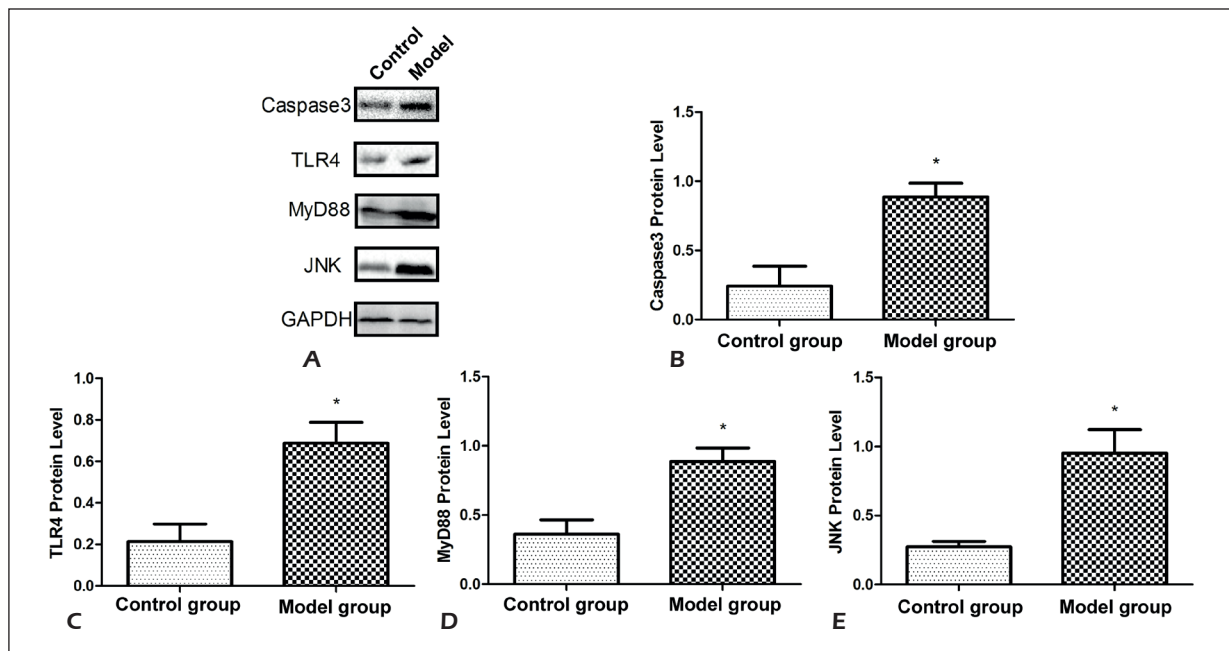 Control Model
Caspase3
TLR4
MyD88
JNK
GAPDH
A
Caspase3 Protein Level
1.5
1.0
0.5
0.0
*
Control group Model group
B
TLR4 Protein Level
1.0
0.8
0.6
0.4
0.2
0.0
*
Control group Model group
C
MyD88 Protein Level
1.5
1.0
0.5
0.0
*
Control group Model group
D
JNK Protein Level
1.5
1.0
0.5
0.0
*
Control group Model group
E